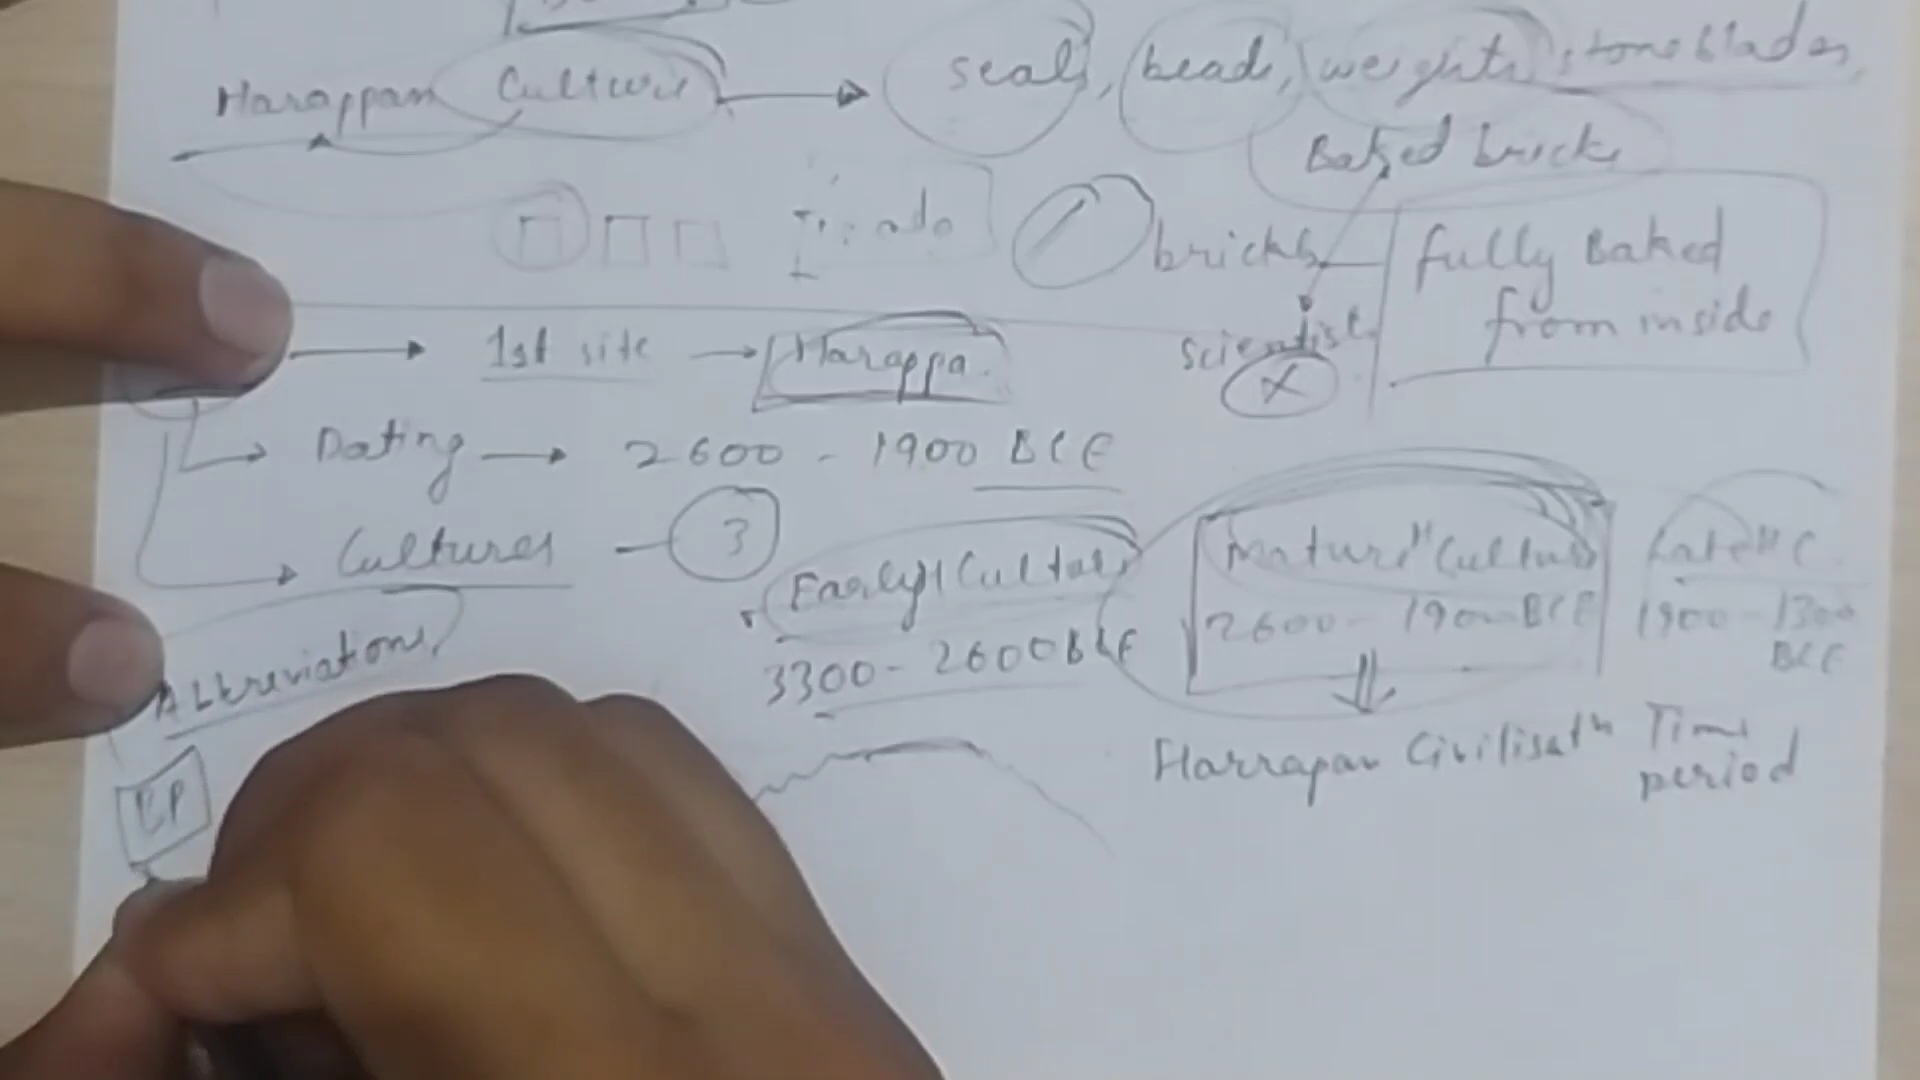 Harappan Culture → seals, beads, weights, stone blades,
Baked bricks
bricks fully Baked
from inside
→ 1st site → Harappa.
scientist
X
→ Dating → 2600 - 1900 BCE
→ Cultures - 3
Early H Culture Mature H Culture Late H C.
3300 - 2600 BCE 2600 - 1900 BCE 1900 - 1300
BCE
Abbreviations
Harrapan Civilisatn Time
period
BP